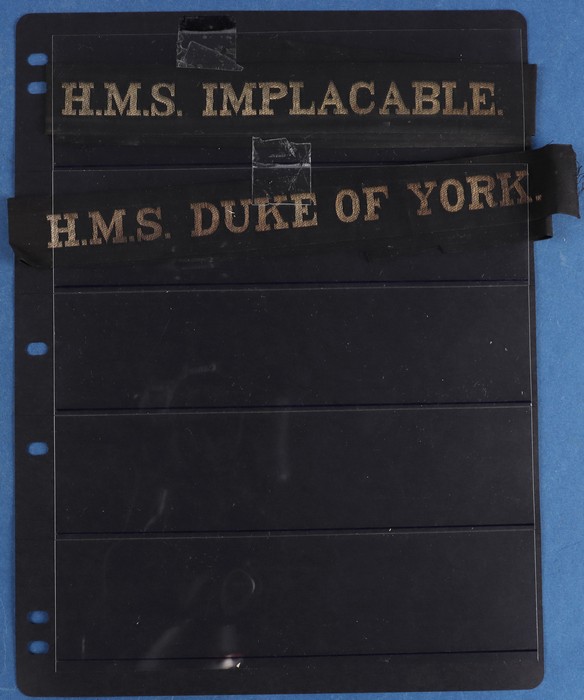 H.M.S. IMPLACABLE.
H.M.S. DUKE OF YORK.